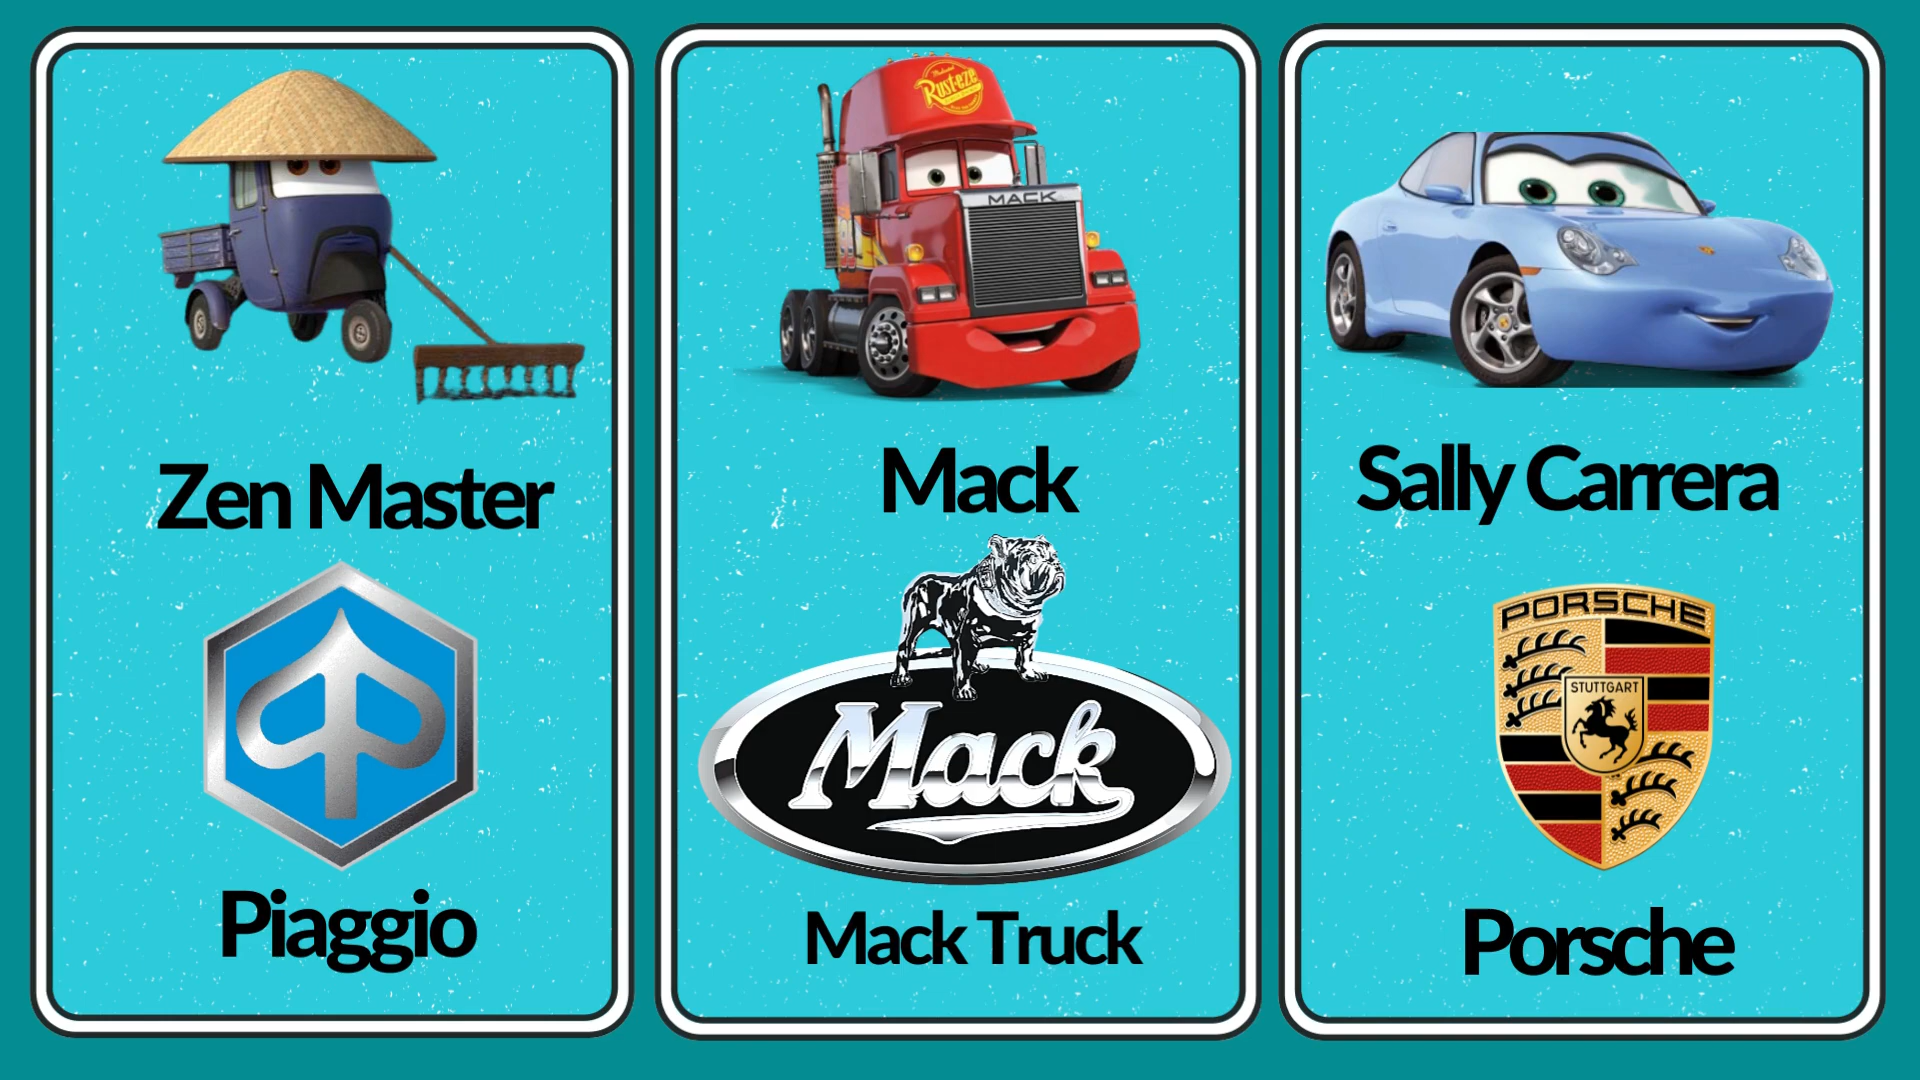 Zen Master
Piaggio
Rust-eze
MACK
Mack
Mack
Mack Truck
Sally Carrera
PORSCHE
STUTTGART
Porsche